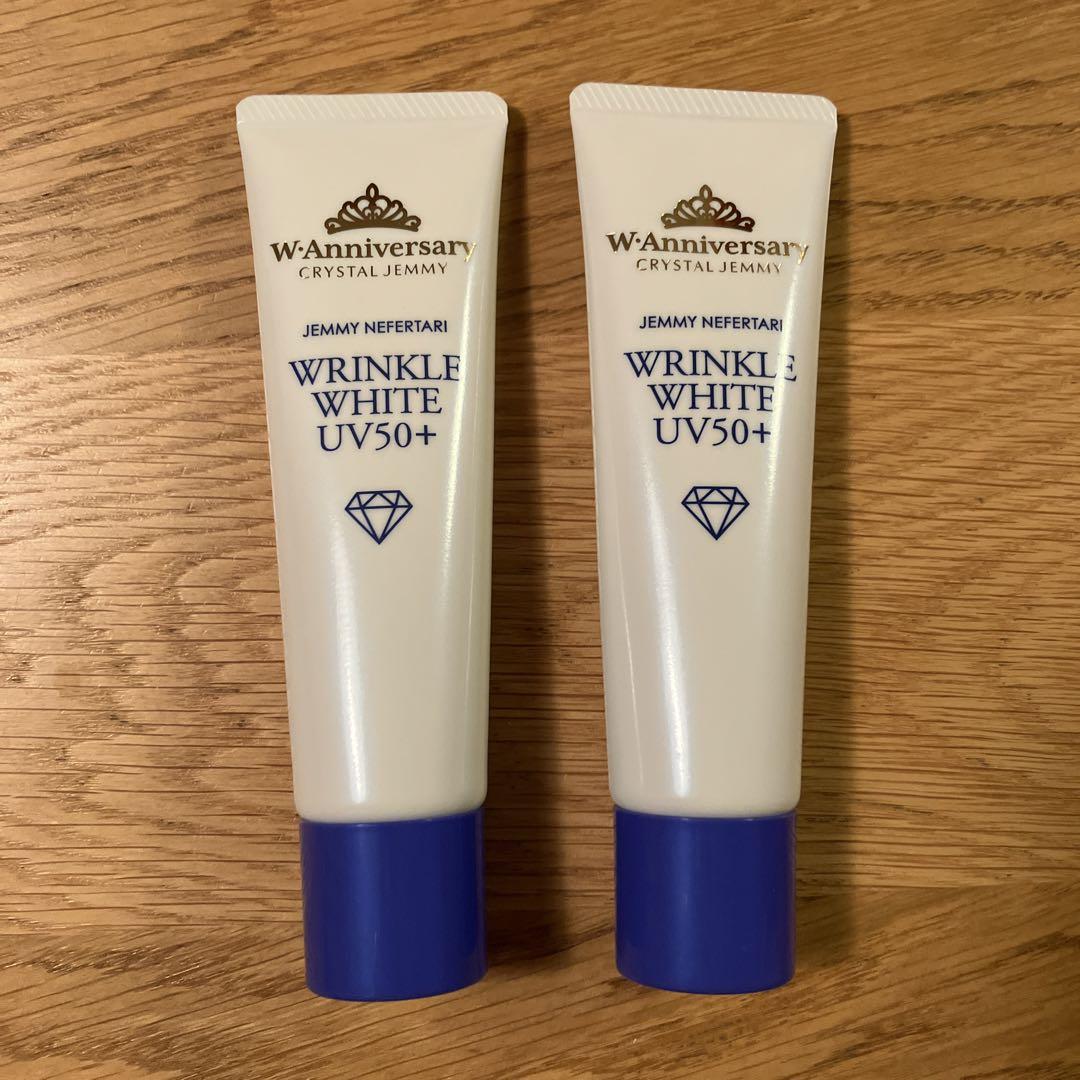 W·Anniversary
CRYSTAL JEMMY
JEMMY NEFERTARI
WRINKLE
WHITE
UV50+
W·Anniversary
CRYSTAL JEMMY
JEMMY NEFERTARI
WRINKLE
WHITE
UV50+